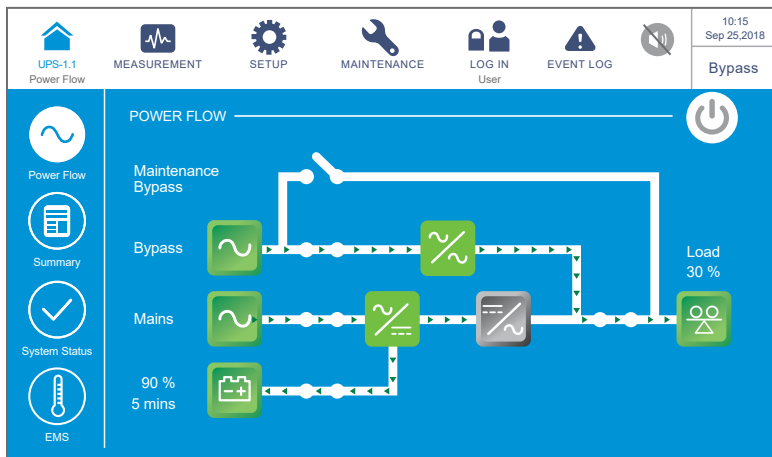 UPS-1.1
Power Flow
MEASUREMENT
SETUP
MAINTENANCE
LOG IN
User
EVENT LOG
10:15
Sep 25,2018
Bypass
Power Flow
Summary
System Status
EMS
POWER FLOW
Maintenance
Bypass
Bypass
Mains
90 %
5 mins
Load
30 %